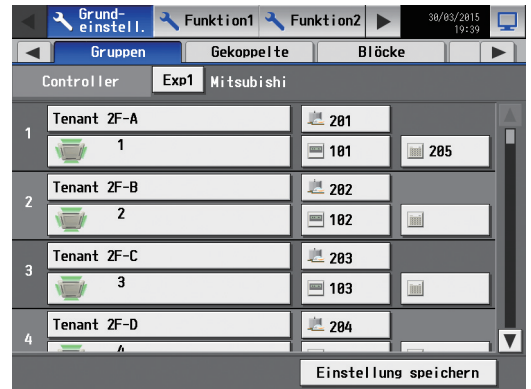 Grund-
einstell.
Funktion1
Funktion2
30/03/2015
19:39
Gruppen
Gekoppelte
Blöcke
Controller
Exp1
Mitsubishi
1
Tenant 2F-A
201
1
101
205
2
Tenant 2F-B
202
2
102
3
Tenant 2F-C
203
3
103
4
Tenant 2F-D
204
4
Einstellung speichern